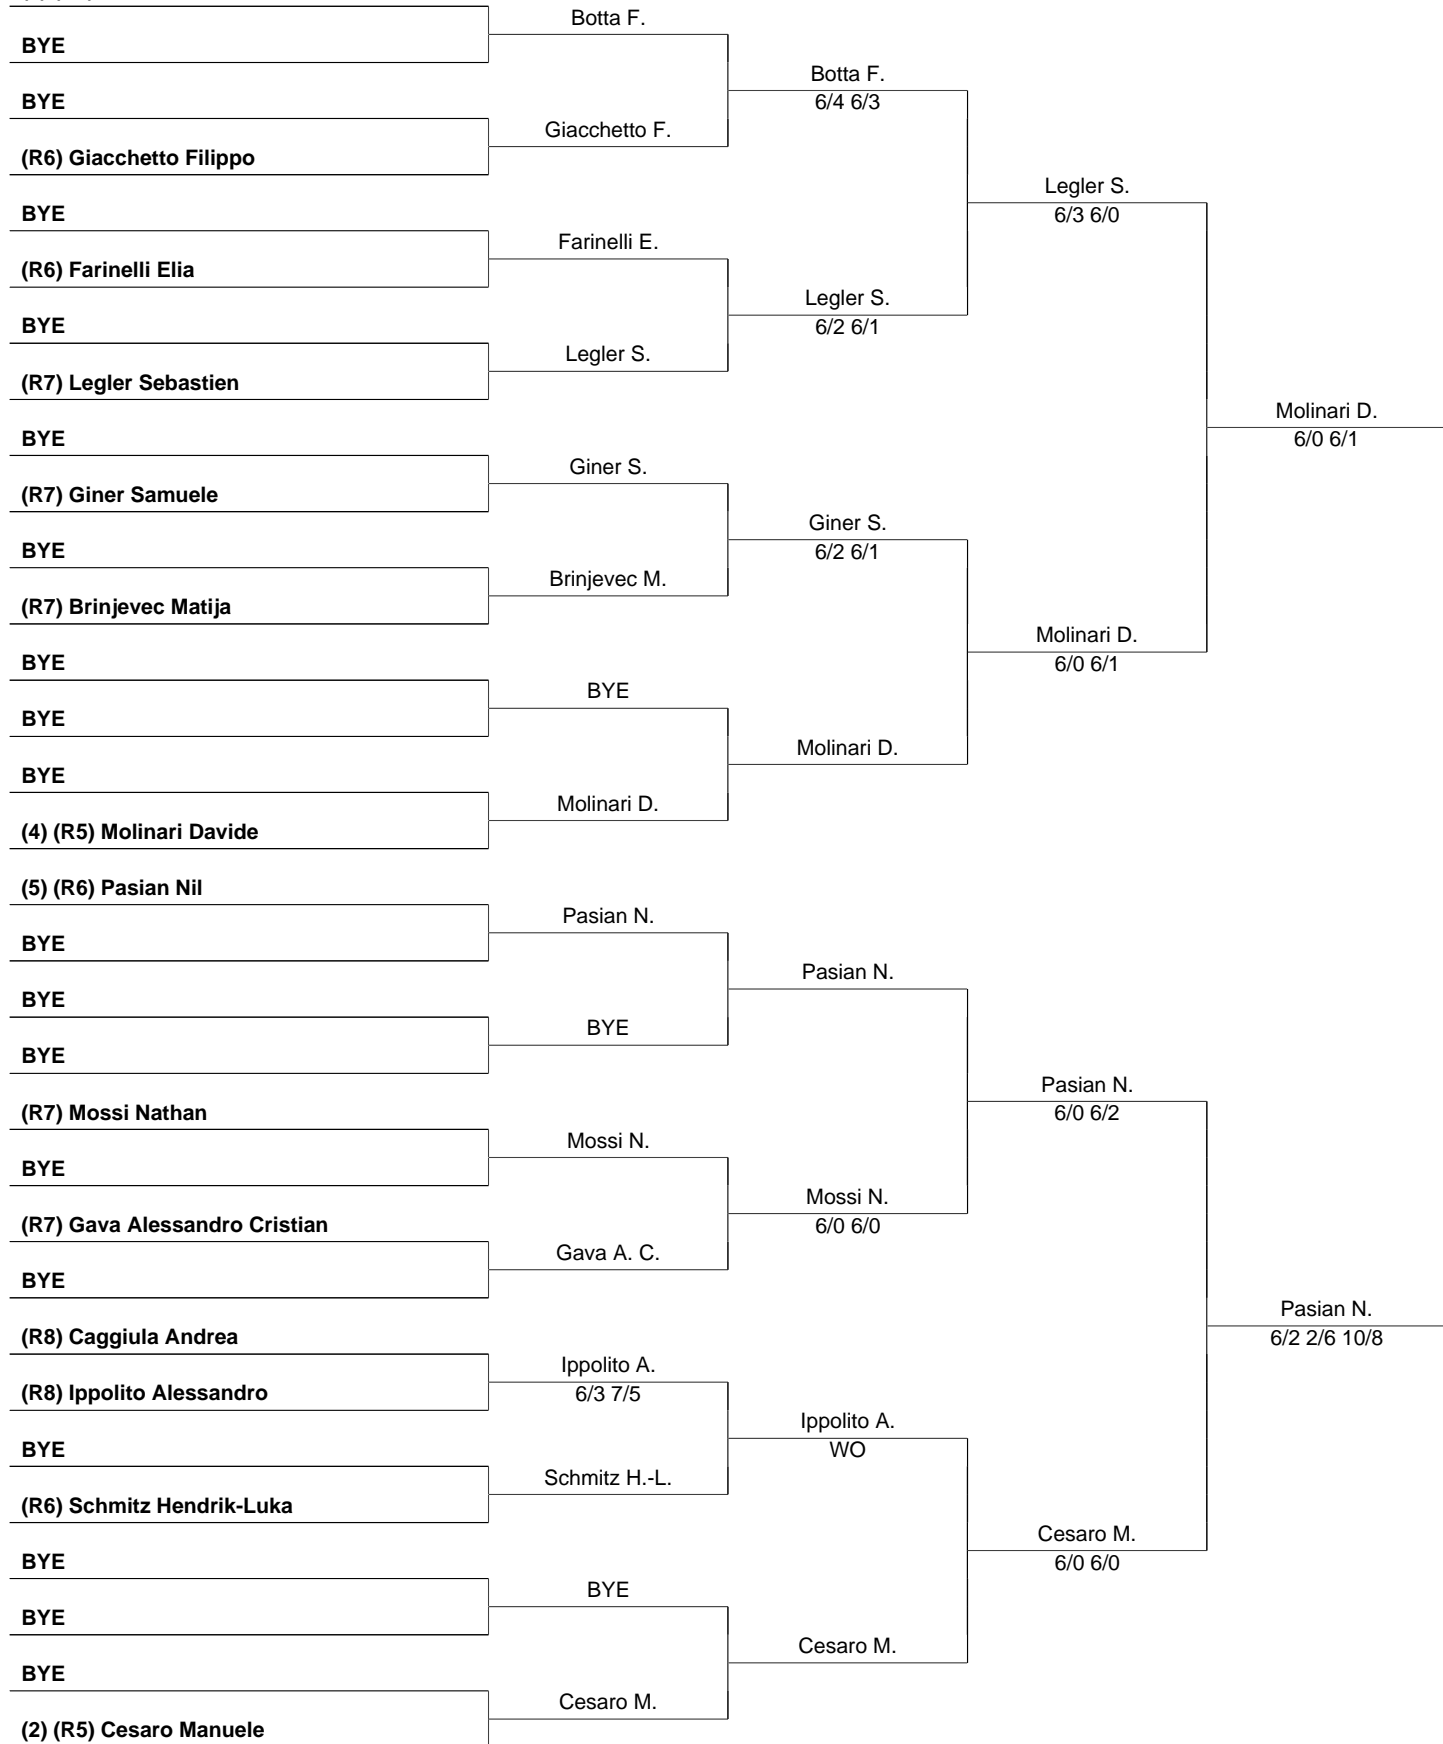 Botta F.
BYE
Botta F.
BYE
6/4 6/3
Giacchetto F.
(R6) Giacchetto Filippo
Legler S.
BYE
6/3 6/0
Farinelli E.
(R6) Farinelli Elia
Legler S.
BYE
6/2 6/1
Legler S.
(R7) Legler Sebastien
Molinari D.
BYE
6/0 6/1
Giner S.
(R7) Giner Samuele
Giner S.
BYE
6/2 6/1
Brinjevec M.
(R7) Brinjevec Matija
Molinari D.
BYE
6/0 6/1
BYE
BYE
Molinari D.
BYE
Molinari D.
(4) (R5) Molinari Davide
(5) (R6) Pasian Nil
Pasian N.
BYE
Pasian N.
BYE
BYE
BYE
Pasian N.
(R7) Mossi Nathan
6/0 6/2
Mossi N.
BYE
Mossi N.
(R7) Gava Alessandro Cristian
6/0 6/0
Gava A. C.
BYE
Pasian N.
(R8) Caggiula Andrea
6/2 2/6 10/8
Ippolito A.
(R8) Ippolito Alessandro
6/3 7/5
Ippolito A.
BYE
WO
Schmitz H.-L.
(R6) Schmitz Hendrik-Luka
Cesaro M.
BYE
6/0 6/0
BYE
BYE
Cesaro M.
BYE
Cesaro M.
(2) (R5) Cesaro Manuele